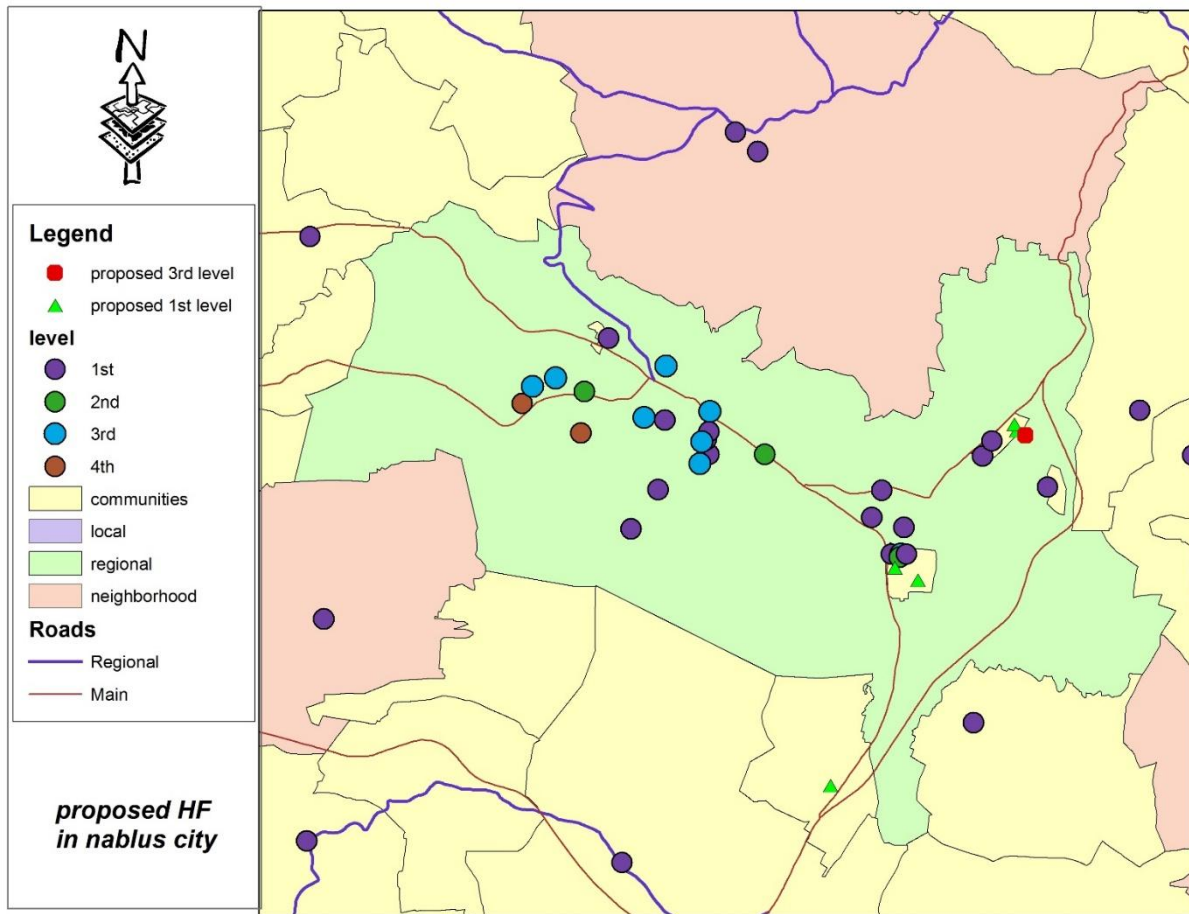 N
Legend
proposed 3rd level
proposed 1st level
level
1st
2nd
3rd
4th
communities
local
regional
neighborhood
Roads
Regional
Main
proposed HF
in nablus city